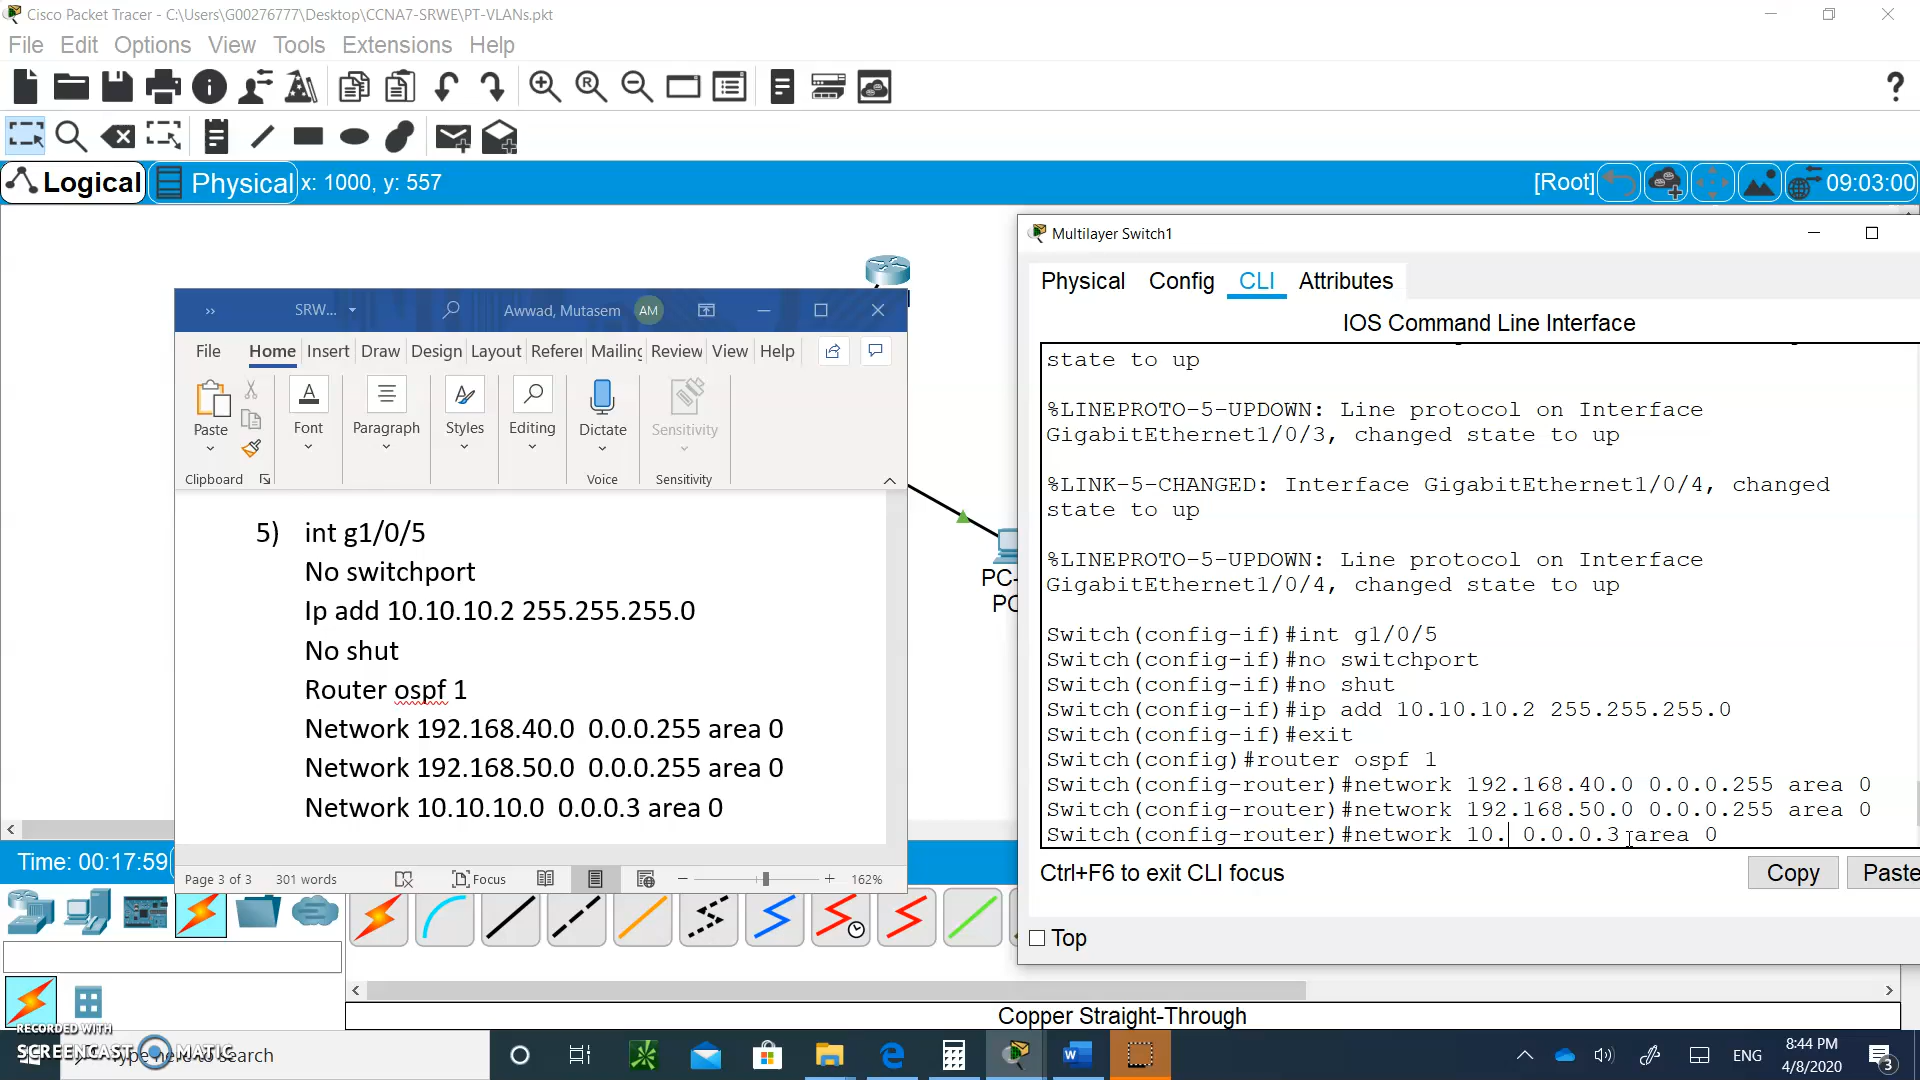 Cisco Packet Tracer - C:\Users\G00276777\Desktop\CCNA7-SRWE\PT-VLANs.pkt
File Edit Options View Tools Extensions Help
Logical Physical x: 1000, y: 557 [Root] 09:03:00
SRW... Awwad, Mutasem AM
File Home Insert Draw Design Layout Referen Mailing Review View Help
Paste Font Paragraph Styles Editing Dictate Sensitivity
Clipboard Voice Sensitivity
5) int g1/0/5
No switchport
Ip add 10.10.10.2 255.255.255.0
No shut
Router ospf 1
Network 192.168.40.0 0.0.0.255 area 0
Network 192.168.50.0 0.0.0.255 area 0
Network 10.10.10.0 0.0.0.3 area 0
Page 3 of 3 301 words Focus 162%
PC-
PC
Multilayer Switch1
Physical Config CLI Attributes
IOS Command Line Interface
state to up
%LINEPROTO-5-UPDOWN: Line protocol on Interface
GigabitEthernet1/0/3, changed state to up
%LINK-5-CHANGED: Interface GigabitEthernet1/0/4, changed
state to up
%LINEPROTO-5-UPDOWN: Line protocol on Interface
GigabitEthernet1/0/4, changed state to up
Switch(config-if)#int g1/0/5
Switch(config-if)#no switchport
Switch(config-if)#no shut
Switch(config-if)#ip add 10.10.10.2 255.255.255.0
Switch(config-if)#exit
Switch(config)#router ospf 1
Switch(config-router)#network 192.168.40.0 0.0.0.255 area 0
Switch(config-router)#network 192.168.50.0 0.0.0.255 area 0
Switch(config-router)#network 10. 0.0.0.3 area 0
Ctrl+F6 to exit CLI focus Copy Paste
Top
Time: 00:17:59
Copper Straight-Through
RECORDED WITH
SCREENCAST MATIC
Type here to search
ENG 8:44 PM
4/8/2020 3